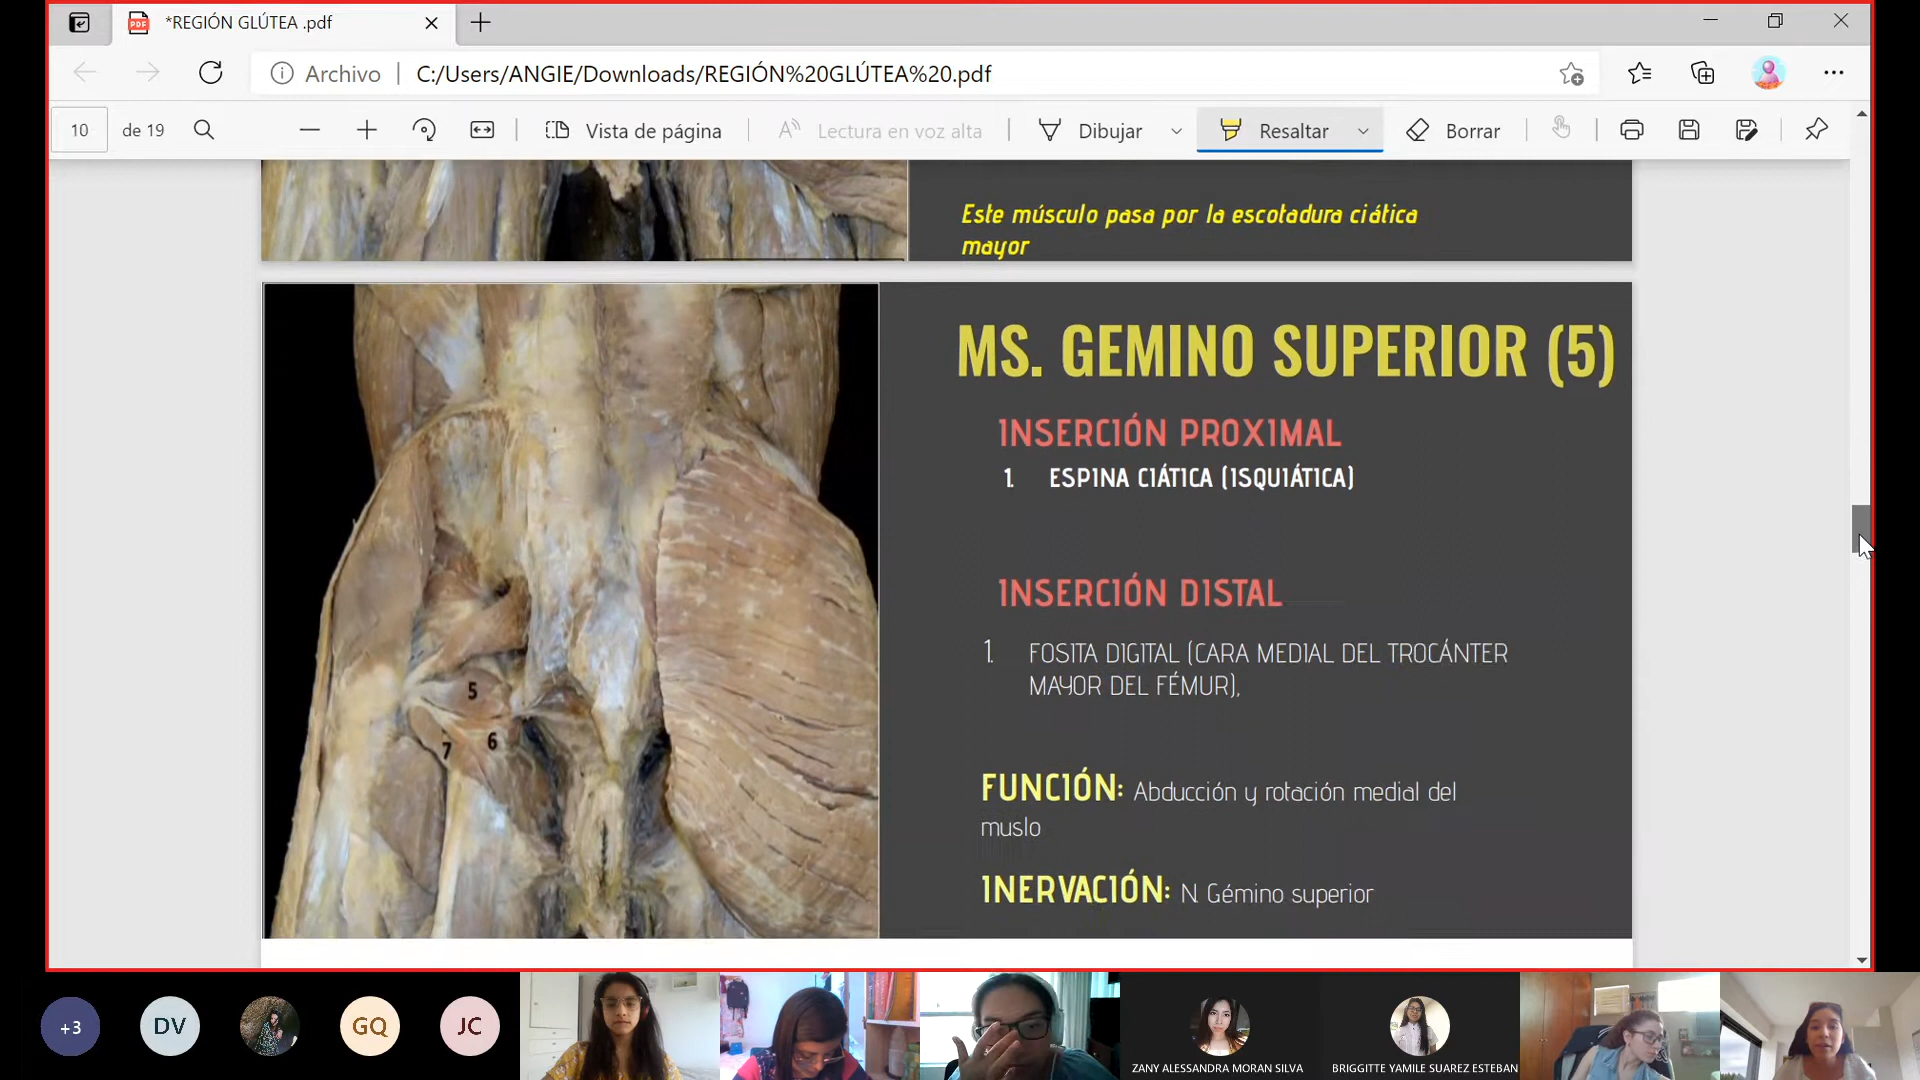 *REGIÓN GLÚTEA .pdf
Archivo
C:/Users/ANGIE/Downloads/REGIÓN%20GLÚTEA%20.pdf
10 de 19
Vista de página
Lectura en voz alta
Dibujar
Resaltar
Borrar
Este músculo pasa por la escotadura ciática
mayor
MS. GEMINO SUPERIOR (5)
INSERCIÓN PROXIMAL
1. ESPINA CIÁTICA (ISQUIÁTICA)
INSERCIÓN DISTAL
1. FOSITA DIGITAL (CARA MEDIAL DEL TROCÁNTER
MAYOR DEL FÉMUR),
5
6
7
FUNCIÓN: Abducción y rotación medial del
muslo
INERVACIÓN: N. Gémino superior
+3
DV
GQ
JC
ZANY ALESSANDRA MORAN SILVA
BRIGGITTE YAMILE SUAREZ ESTEBAN